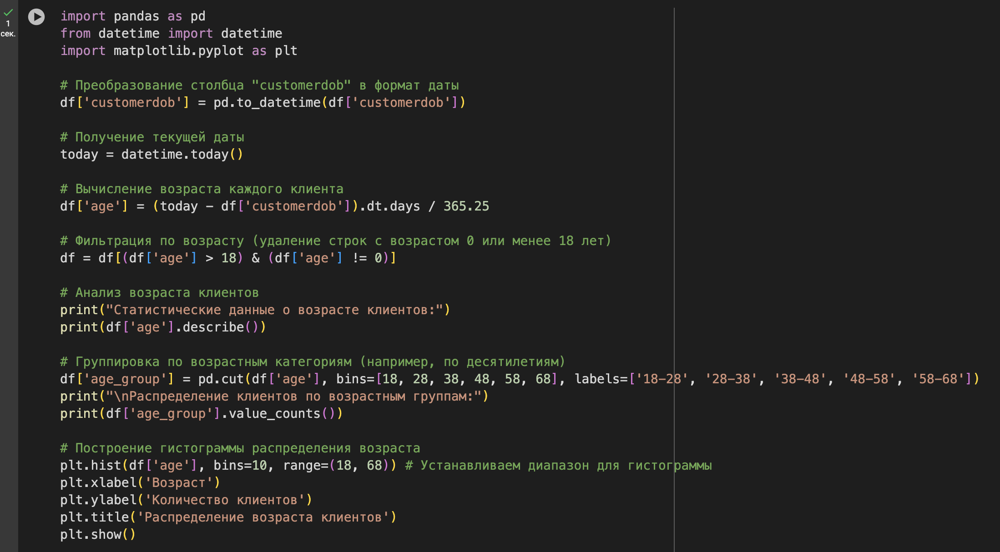 1
сек.
import pandas as pd
from datetime import datetime
import matplotlib.pyplot as plt
# Преобразование столбца "customerdob" в формат даты
df['customerdob'] = pd.to_datetime(df['customerdob'])
# Получение текущей даты
today = datetime.today()
# Вычисление возраста каждого клиента
df['age'] = (today - df['customerdob']).dt.days / 365.25
# Фильтрация по возрасту (удаление строк с возрастом 0 или менее 18 лет)
df = df[(df['age'] > 18) & (df['age'] != 0)]
# Анализ возраста клиентов
print("Статистические данные о возрасте клиентов:")
print(df['age'].describe())
# Группировка по возрастным категориям (например, по десятилетиям)
df['age_group'] = pd.cut(df['age'], bins=[18, 28, 38, 48, 58, 68], labels=['18-28', '28-38', '38-48', '48-58', '58-68'])
print("\nРаспределение клиентов по возрастным группам:")
print(df['age_group'].value_counts())
# Построение гистограммы распределения возраста
plt.hist(df['age'], bins=10, range=(18, 68)) # Устанавливаем диапазон для гистограммы
plt.xlabel('Возраст')
plt.ylabel('Количество клиентов')
plt.title('Распределение возраста клиентов')
plt.show()